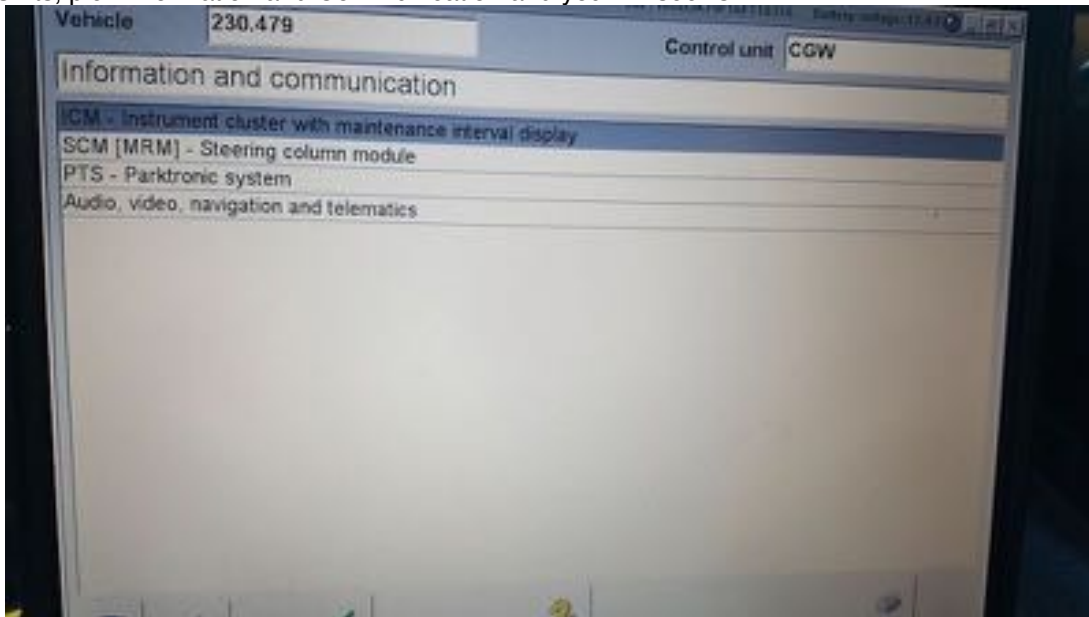 Vehicle 230.479
Control unit CGW
Information and communication
ICM - Instrument cluster with maintenance interval display
SCM [MRM] - Steering column module
PTS - Parktronic system
Audio, video, navigation and telematics